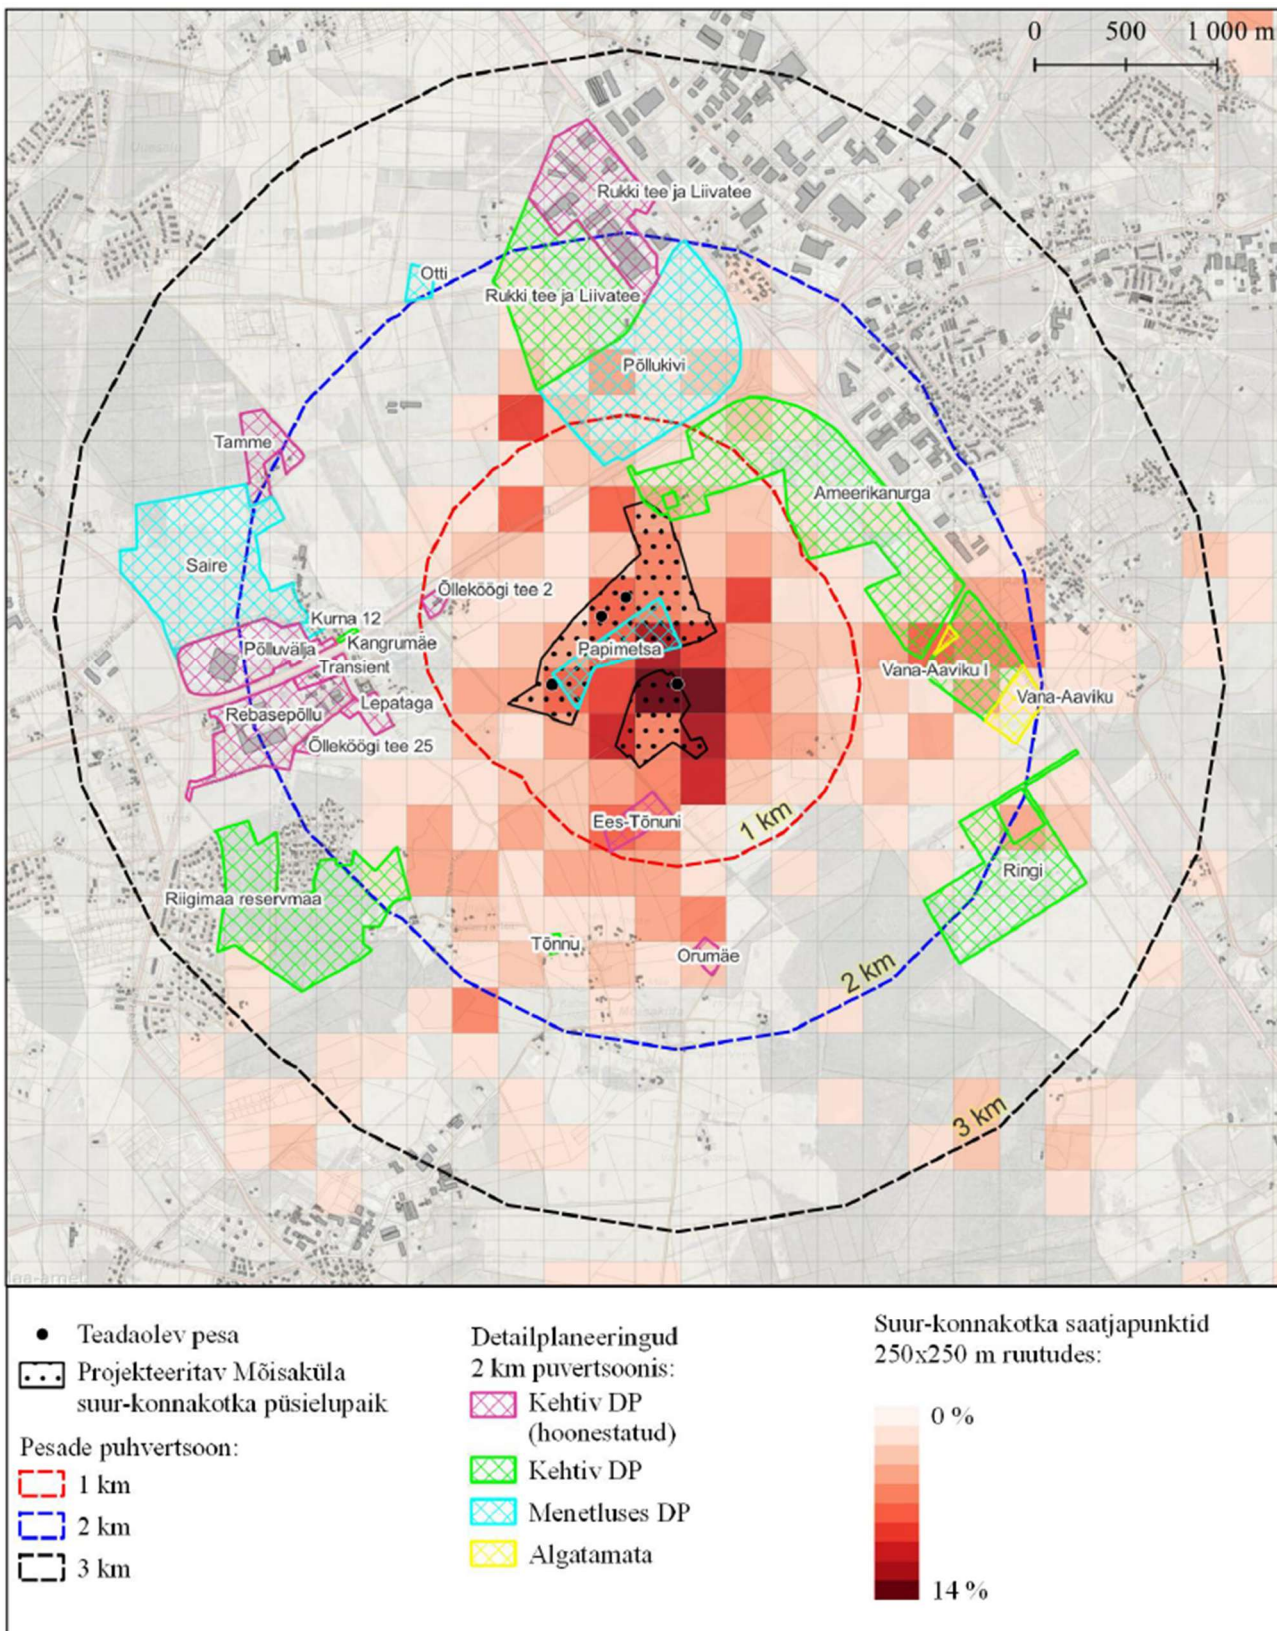 0 500 1 000 m
Rukki tee ja Liivatee
Otti
Rukki tee ja Liivatee
Põllukivi
Tamme
Ameerikanurga
Saire
Õlleköögi tee 2
Kurna 12
Kangrumäe
Põlluvälja
Papimetsa
Transient
Vana-Aaviku I
Vana-Aaviku
Lepataga
Rebasepõllu
Õlleköögi tee 25
Ees-Tõnuni
1 km
Ringi
Riigimaa reservmaa
Tõnnu
Orumäe
2 km
3 km
Teadaolev pesa
Projekteeritav Mõisaküla
suur-konnakotka püsielupaik
Pesade puhvertsoon:
1 km
2 km
3 km
Detailplaneeringud
2 km puvertsoonis:
Kehtiv DP
(hoonestatud)
Kehtiv DP
Menetluses DP
Algatamata
Suur-konnakotka saatjapunktid
250x250 m ruutudes:
0 %
14 %